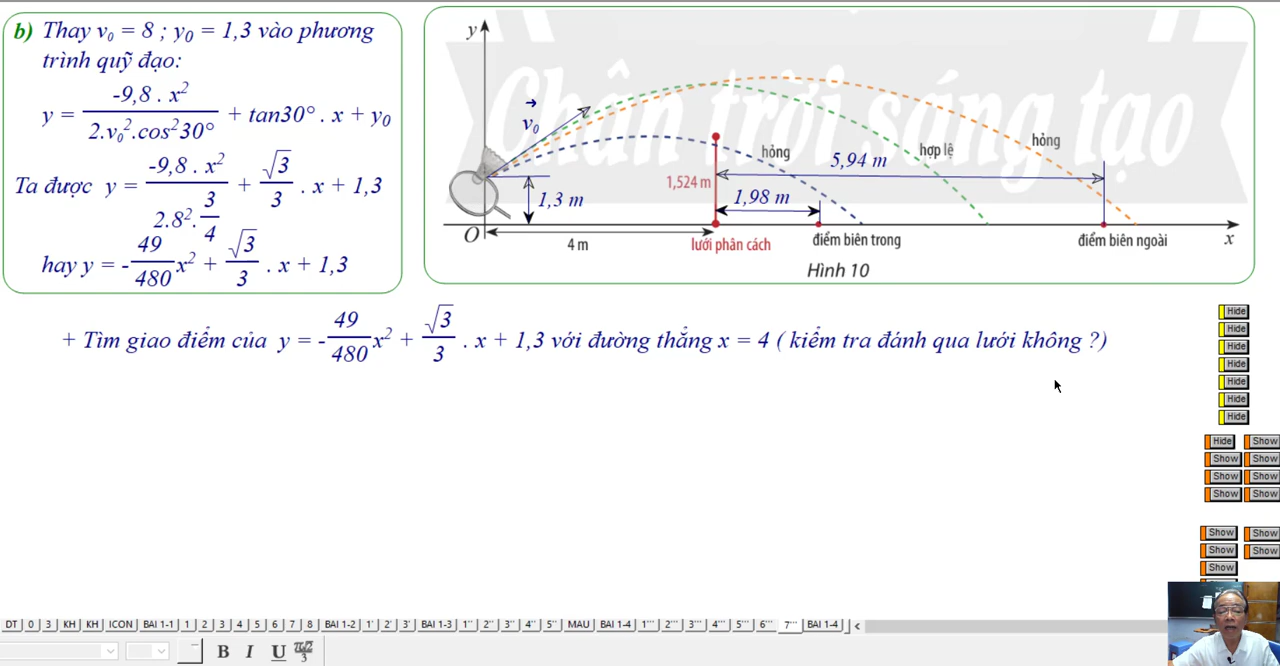 b) Thay v₀ = 8 ; y₀ = 1,3 vào phương
trình quỹ đạo:
y = -9,8 . x² / 2.v₀².cos²30° + tan30° . x + y₀
Ta được y = -9,8 . x² / 2.8². 3/4 + √3/3 . x + 1,3
hay y = - 49/480 x² + √3/3 . x + 1,3
Chân trời sáng tạo
y
v₀
hỏng
5,94 m
hợp lệ
hỏng
1,524 m
1,3 m
1,98 m
O
4 m
lưới phân cách
điểm biên trong
điểm biên ngoài
x
Hình 10
+ Tìm giao điểm của y = - 49/480 x² + √3/3 . x + 1,3 với đường thẳng x = 4 ( kiểm tra đánh qua lưới không ?)
Hide
Hide
Hide
Hide
Hide
Hide
Hide
Hide Show
Show Show
Show Show
Show Show
Show Show
Show Show
Show
DT 0 3 KH KH ICON BAI 1-1 1 2 3 4 5 6 7 8 BAI 1-2 1' 2' 3' BAI 1-3 1'' 2'' 3'' 4'' 5'' MAU BAI 1-4 1''' 2''' 3''' 4''' 5''' 6''' 7''' BAI 1-4 <
B I U